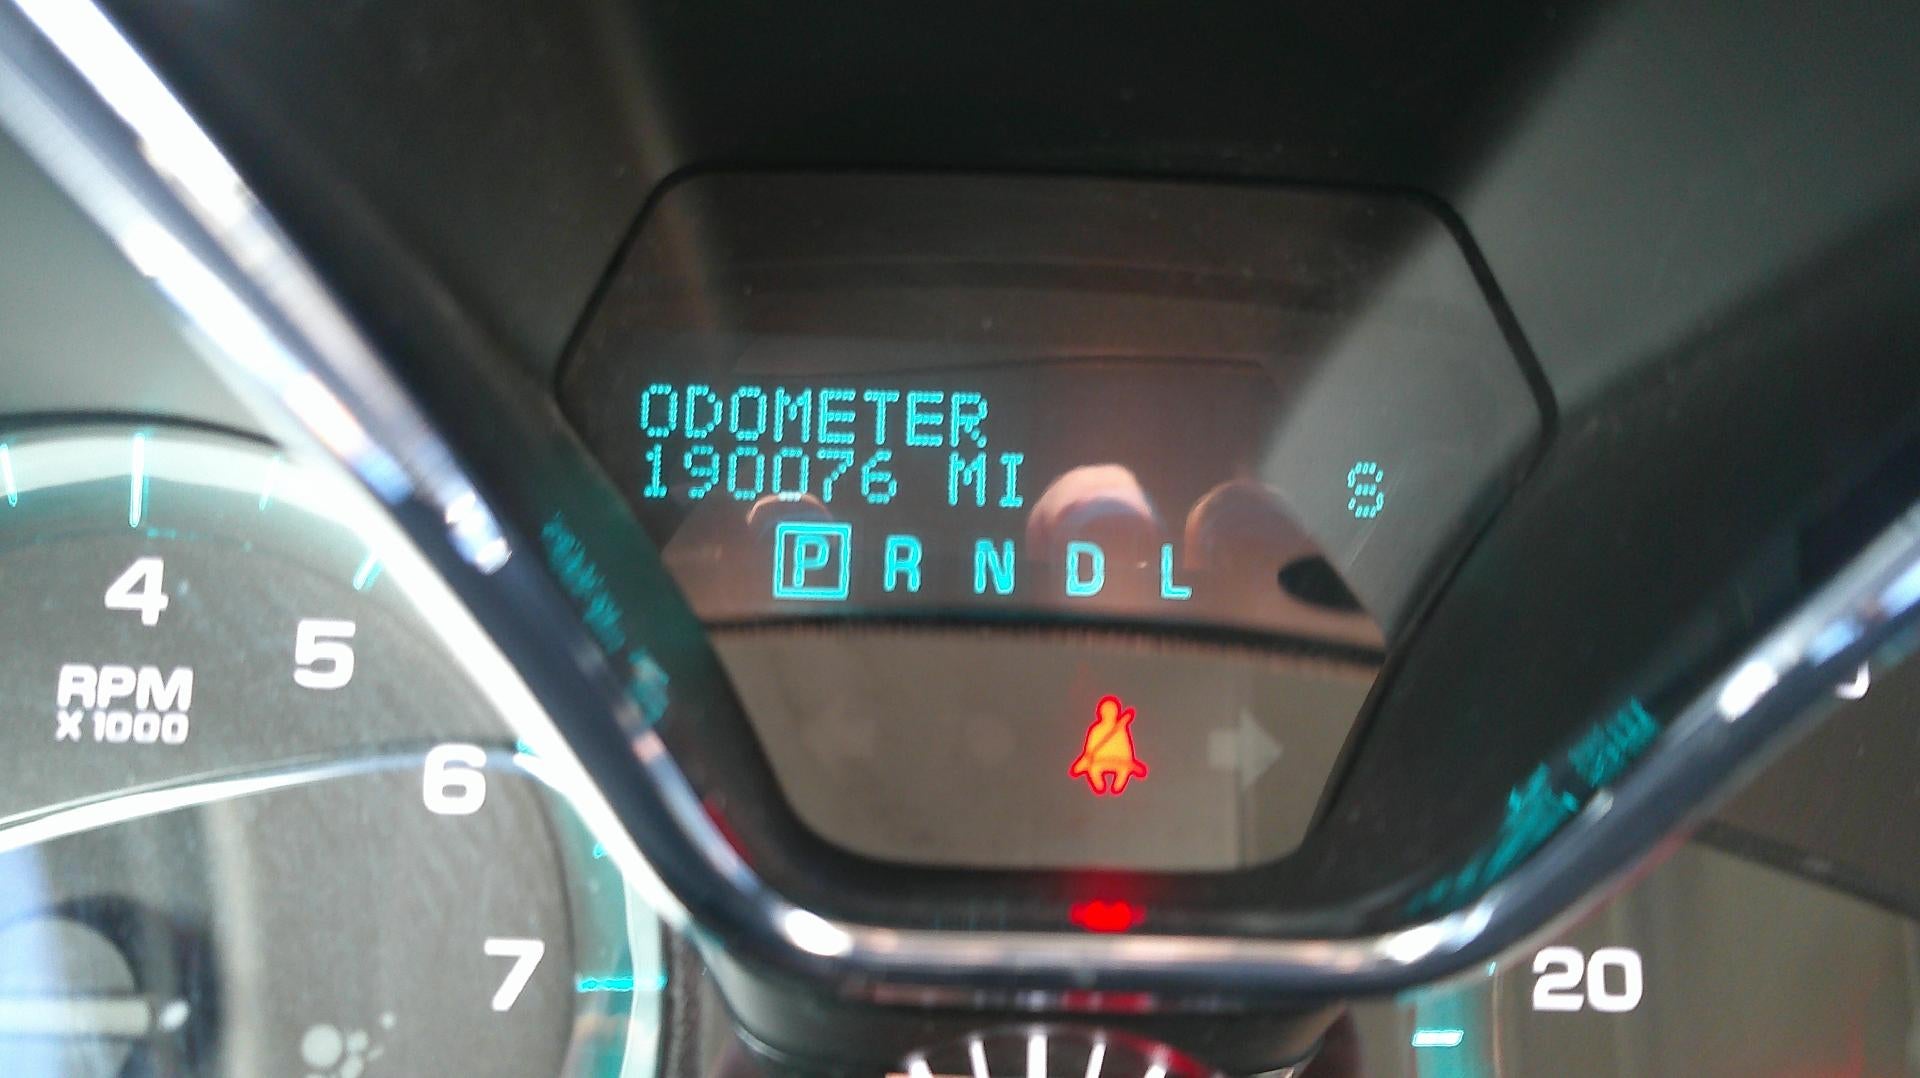 ODOMETER
190076 MI
S
P R N D L
4
5
RPM
X 1000
6
7
20